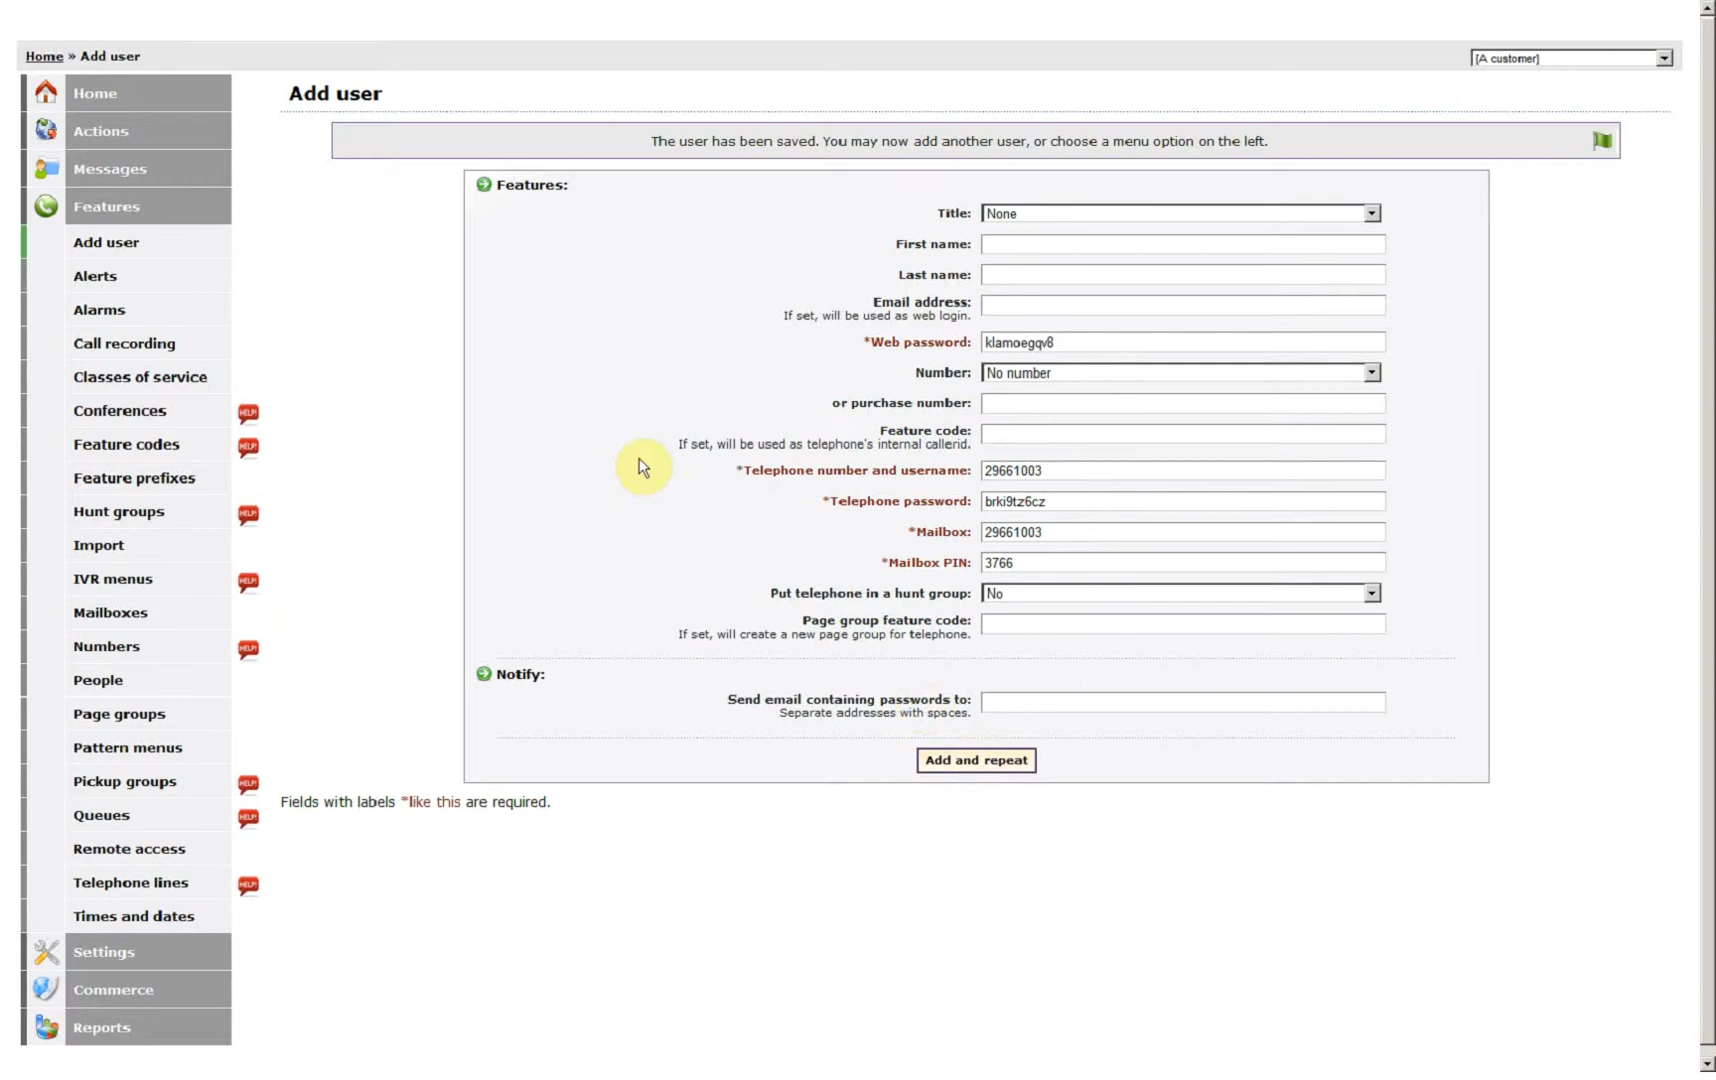 Home » Add user
[A customer]
Home
Actions
Messages
Features
Add user
Alerts
Alarms
Call recording
Classes of service
Conferences
HELP!
Feature codes
HELP!
Feature prefixes
Hunt groups
HELP!
Import
IVR menus
HELP!
Mailboxes
Numbers
HELP!
People
Page groups
Pattern menus
Pickup groups
HELP!
Queues
HELP!
Remote access
Telephone lines
HELP!
Times and dates
Settings
Commerce
Reports
Add user
The user has been saved. You may now add another user, or choose a menu option on the left.
Features:
Title: None
First name:
Last name:
Email address:
If set, will be used as web login.
*Web password: klamoegqv8
Number: No number
or purchase number:
Feature code:
If set, will be used as telephone's internal callerid.
*Telephone number and username: 29661003
*Telephone password: brki9tz6cz
*Mailbox: 29661003
*Mailbox PIN: 3766
Put telephone in a hunt group: No
Page group feature code:
If set, will create a new page group for telephone.
Notify:
Send email containing passwords to:
Separate addresses with spaces.
Add and repeat
Fields with labels *like this are required.